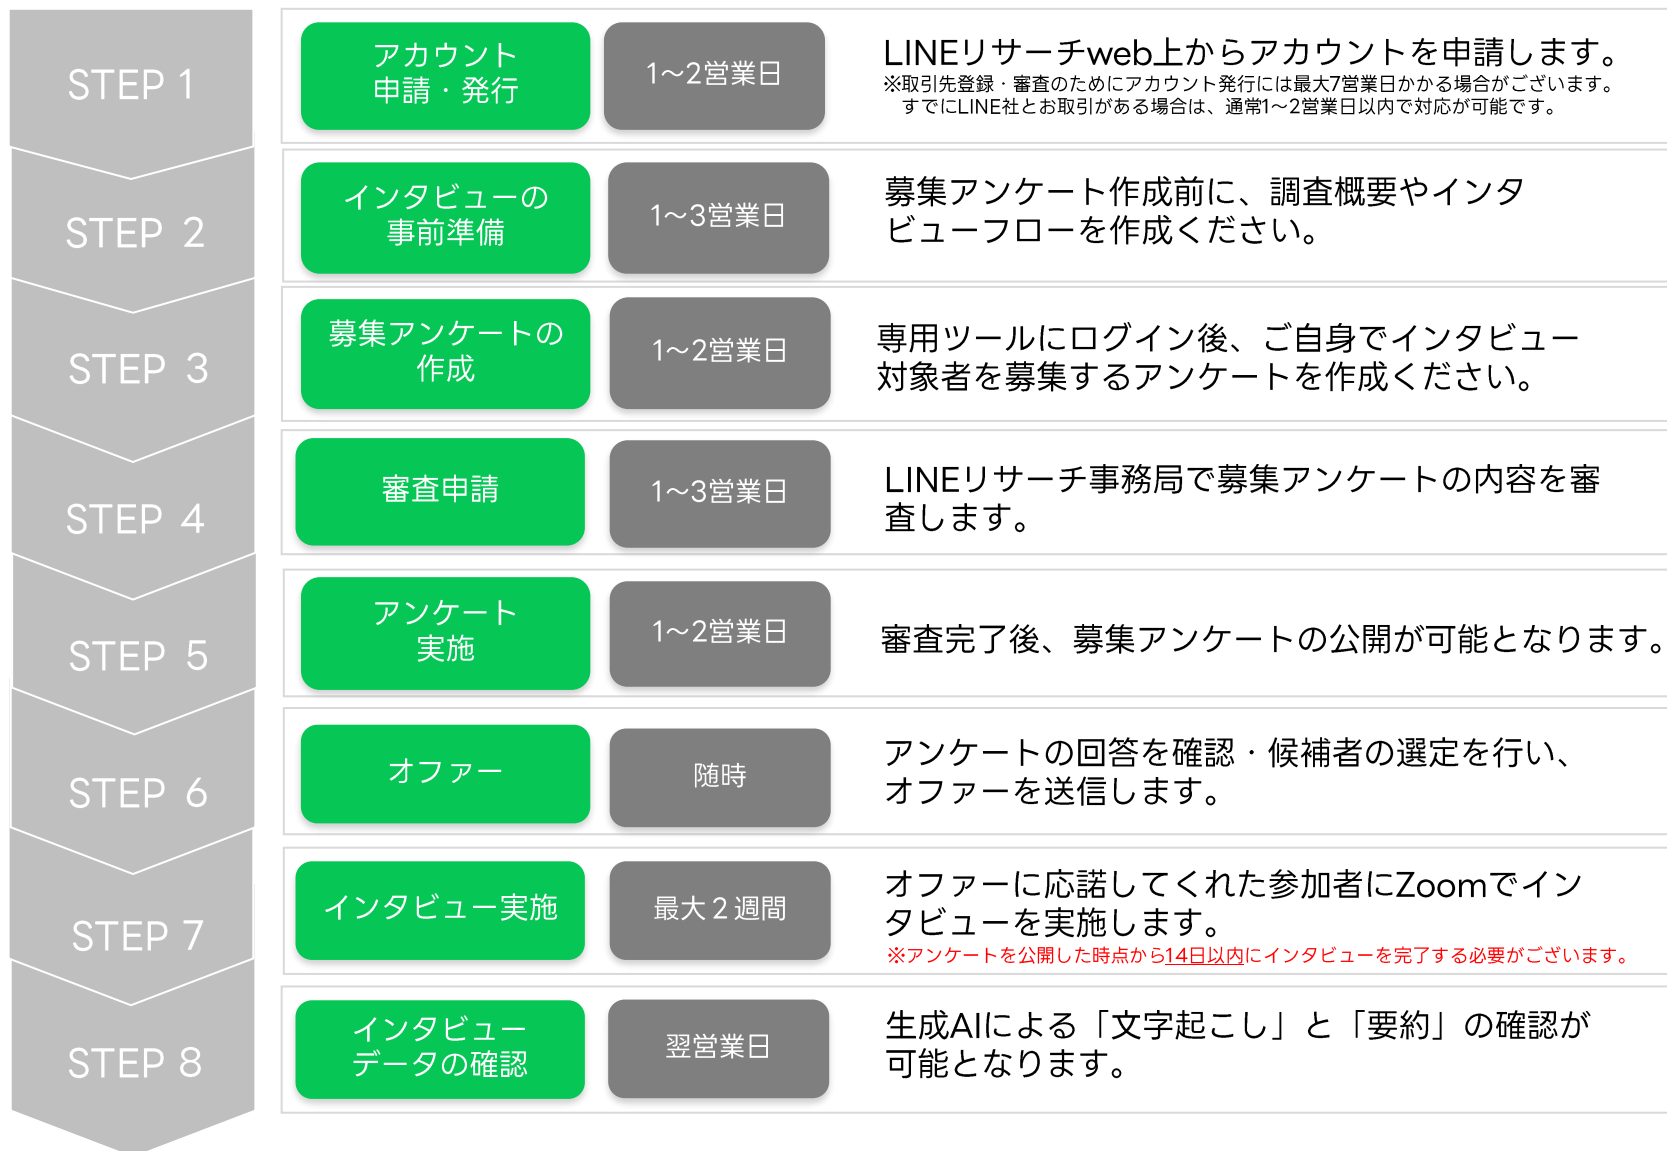 STEP 1
アカウント
申請・発行
1〜2営業日
LINEリサーチweb上からアカウントを申請します。
※取引先登録・審査のためにアカウント発行には最大7営業日かかる場合がございます。
すでにLINE社とお取引がある場合は、通常1〜2営業日以内で対応が可能です。
STEP 2
インタビューの
事前準備
1〜3営業日
募集アンケート作成前に、調査概要やインタ
ビューフローを作成ください。
STEP 3
募集アンケートの
作成
1〜2営業日
専用ツールにログイン後、ご自身でインタビュー
対象者を募集するアンケートを作成ください。
STEP 4
審査申請
1〜3営業日
LINEリサーチ事務局で募集アンケートの内容を審
査します。
STEP 5
アンケート
実施
1〜2営業日
審査完了後、募集アンケートの公開が可能となります。
STEP 6
オファー
随時
アンケートの回答を確認・候補者の選定を行い、
オファーを送信します。
STEP 7
インタビュー実施
最大２週間
オファーに応諾してくれた参加者にZoomでイン
タビューを実施します。
※アンケートを公開した時点から14日以内にインタビューを完了する必要がございます。
STEP 8
インタビュー
データの確認
翌営業日
生成AIによる「文字起こし」と「要約」の確認が
可能となります。